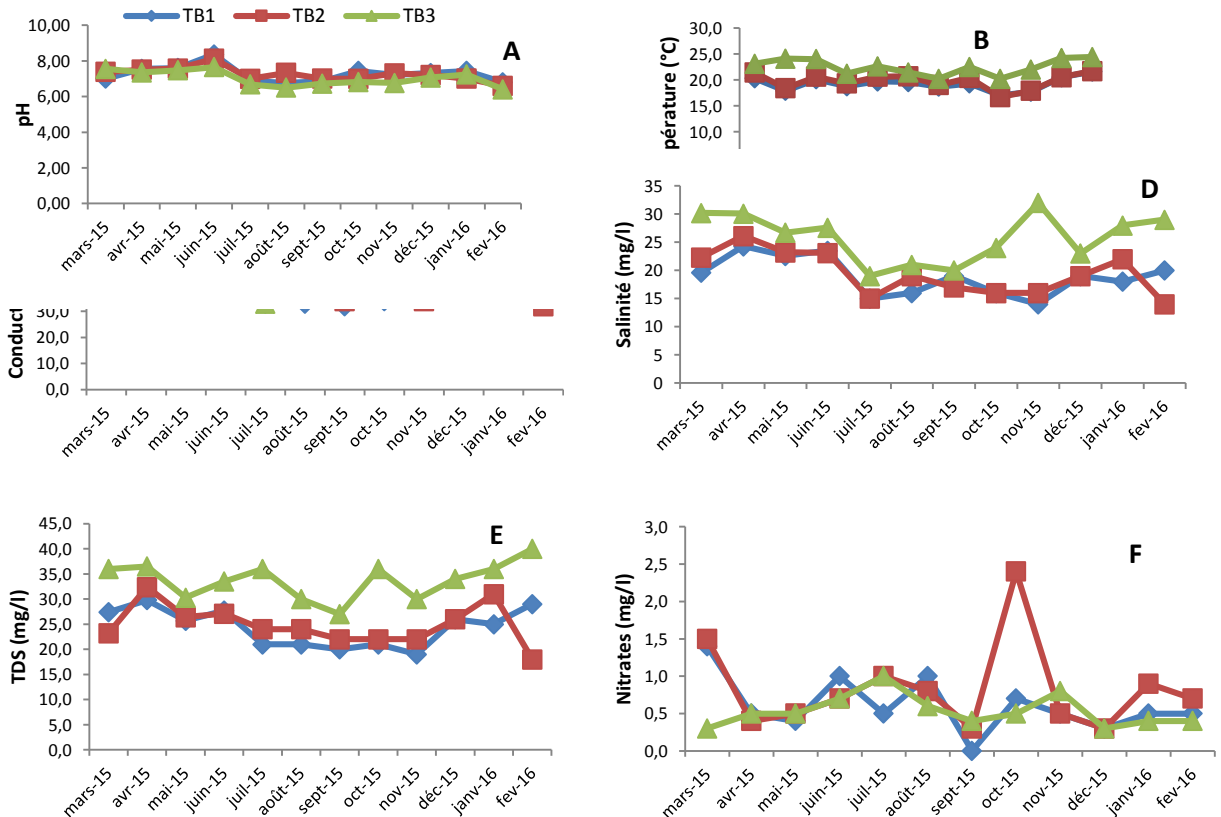 TB1 TB2 TB3
A
pH
10,00
8,00
6,00
4,00
2,00
0,00
mars-15 avr-15 mai-15 juin-15 juil-15 août-15 sept-15 oct-15 nov-15 déc-15 janv-16 fev-16
B
pérature (°C)
30,0
25,0
20,0
15,0
10,0
Conduct
30,0
20,0
10,0
0,0
mars-15 avr-15 mai-15 juin-15 juil-15 août-15 sept-15 oct-15 nov-15 déc-15 janv-16 fev-16
D
Salinité (mg/l)
35
30
25
20
15
10
5
0
mars-15 avr-15 mai-15 juin-15 juil-15 août-15 sept-15 oct-15 nov-15 déc-15 janv-16 fev-16
E
TDS (mg/l)
45,0
40,0
35,0
30,0
25,0
20,0
15,0
10,0
5,0
0,0
mars-15 avr-15 mai-15 juin-15 juil-15 août-15 sept-15 oct-15 nov-15 déc-15 janv-16 fev-16
F
Nitrates (mg/l)
3,0
2,5
2,0
1,5
1,0
0,5
0,0
mars-15 avr-15 mai-15 juin-15 juil-15 août-15 sept-15 oct-15 nov-15 déc-15 janv-16 fev-16